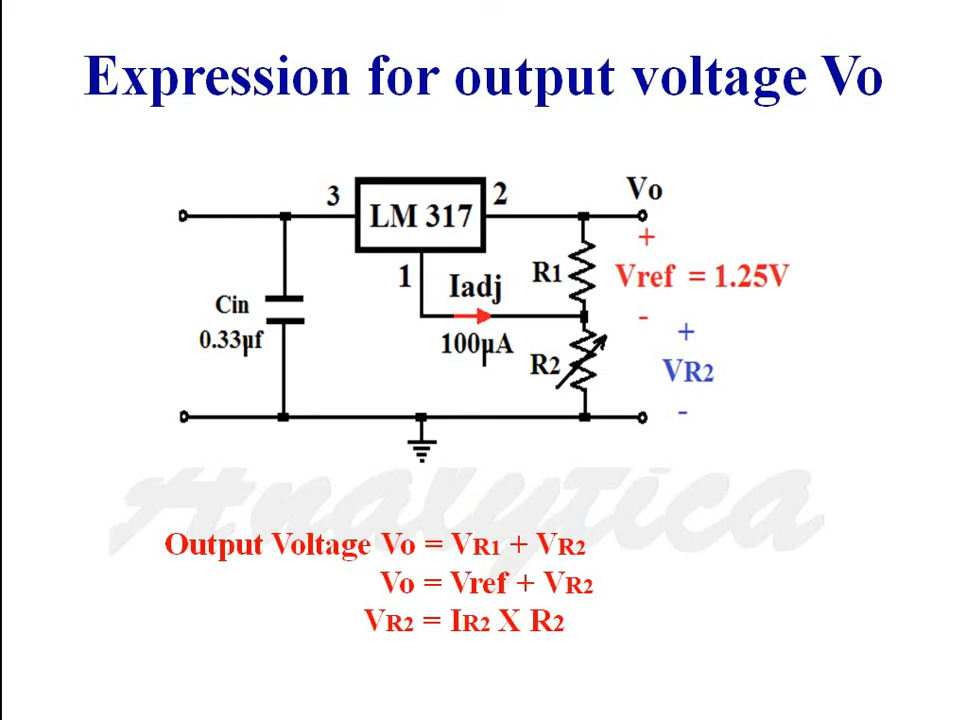 Expression for output voltage Vo
3
LM 317
2
Vo
+
1
Iadj
R1
Vref = 1.25V
-
Cin
0.33µf
100µA
R2
+
VR2
-
Analytica
Output Voltage Vo = VR1 + VR2
Vo = Vref + VR2
VR2 = IR2 X R2